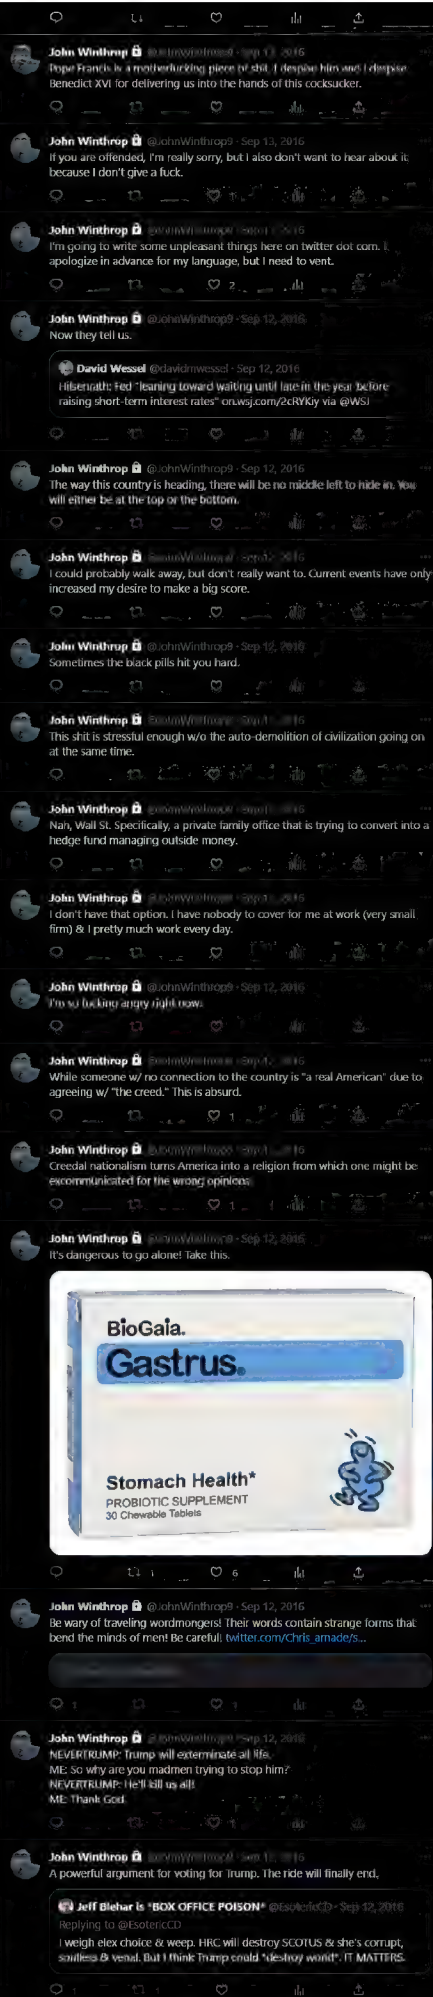 John Winthrop
Pope Francis is a motherfucking piece of shit. I despise him and I despise
Benedict XVI for delivering us into the hands of this cocksucker.
John Winthrop @JohnWinthrop9 · Sep 13, 2016
If you are offended, I'm really sorry, but I also don't want to hear about it
because I don't give a fuck.
John Winthrop
I'm going to write some unpleasant things here on twitter dot com. I
apologize in advance for my language, but I need to vent.
2
John Winthrop @JohnWinthrop9 · Sep 12, 2016
Now they tell us.
David Wessel @davidmwessel · Sep 12, 2016
Hilsenrath: Fed "leaning toward waiting until late in the year before
raising short-term interest rates" on.wsj.com/2cRYKiy via @WSJ
John Winthrop @JohnWinthrop9 · Sep 12, 2016
The way this country is heading, there will be no middle left to hide in. You
will either be at the top or the bottom.
John Winthrop
I could probably walk away, but don't really want to. Current events have only
increased my desire to make a big score.
John Winthrop @JohnWinthrop9 · Sep 12, 2016
Sometimes the black pills hit you hard.
John Winthrop
This shit is stressful enough w/o the auto-demolition of civilization going on
at the same time.
John Winthrop
Nah, Wall St. Specifically, a private family office that is trying to convert into a
hedge fund managing outside money.
John Winthrop
I don't have that option. I have nobody to cover for me at work (very small
firm) & I pretty much work every day.
John Winthrop @JohnWinthrop9 · Sep 12, 2016
I'm so fucking angry right now.
John Winthrop
While someone w/ no connection to the country is "a real American" due to
agreeing w/ "the creed." This is absurd.
1
John Winthrop
Creedal nationalism turns America into a religion from which one might be
excommunicated for the wrong opinions.
1
John Winthrop @JohnWinthrop9 · Sep 12, 2016
It's dangerous to go alone! Take this.
BioGaia.
Gastrus.
Stomach Health*
PROBIOTIC SUPPLEMENT
30 Chewable Tablets
1 6
John Winthrop @JohnWinthrop9 · Sep 12, 2016
Be wary of traveling wordmongers! Their words contain strange forms that
bend the minds of men! Be careful! twitter.com/Chris_arnade/s...
1 3
John Winthrop
NEVERTRUMP: Trump will exterminate all life.
ME: So why are you madmen trying to stop him?
NEVERTRUMP: He'll kill us all!
ME: Thank God.
1
John Winthrop
A powerful argument for voting for Trump. The ride will finally end.
Jeff Blehar is *BOX OFFICE POISON* @EsotericCD · Sep 12, 2016
Replying to @EsotericCD
I weigh elex choice & weep. HRC will destroy SCOTUS & she's corrupt,
soulless & venal. But I think Trump could *destroy world*. IT MATTERS.
1 1